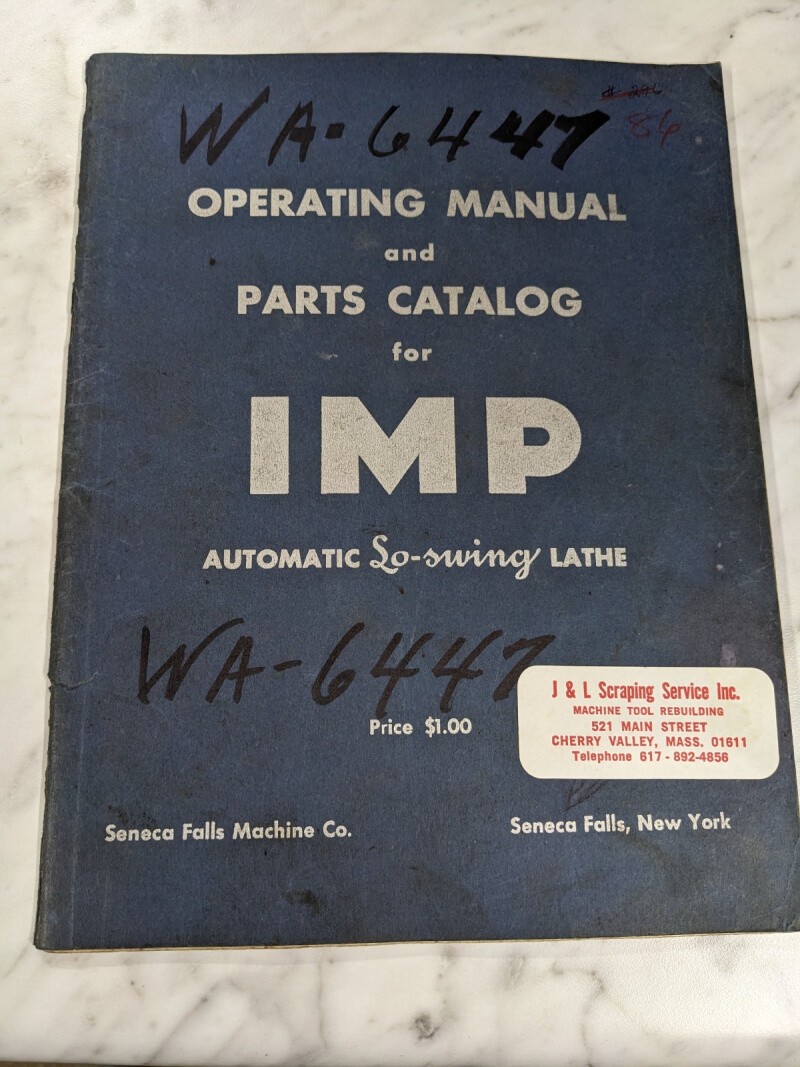 WA-6447
86
OPERATING MANUAL
and
PARTS CATALOG
for
IMP
AUTOMATIC Lo-swing LATHE
WA-6447
Price $1.00
J & L Scraping Service Inc.
MACHINE TOOL REBUILDING
521 MAIN STREET
CHERRY VALLEY, MASS. 01611
Telephone 617-892-4856
Seneca Falls Machine Co.
Seneca Falls, New York